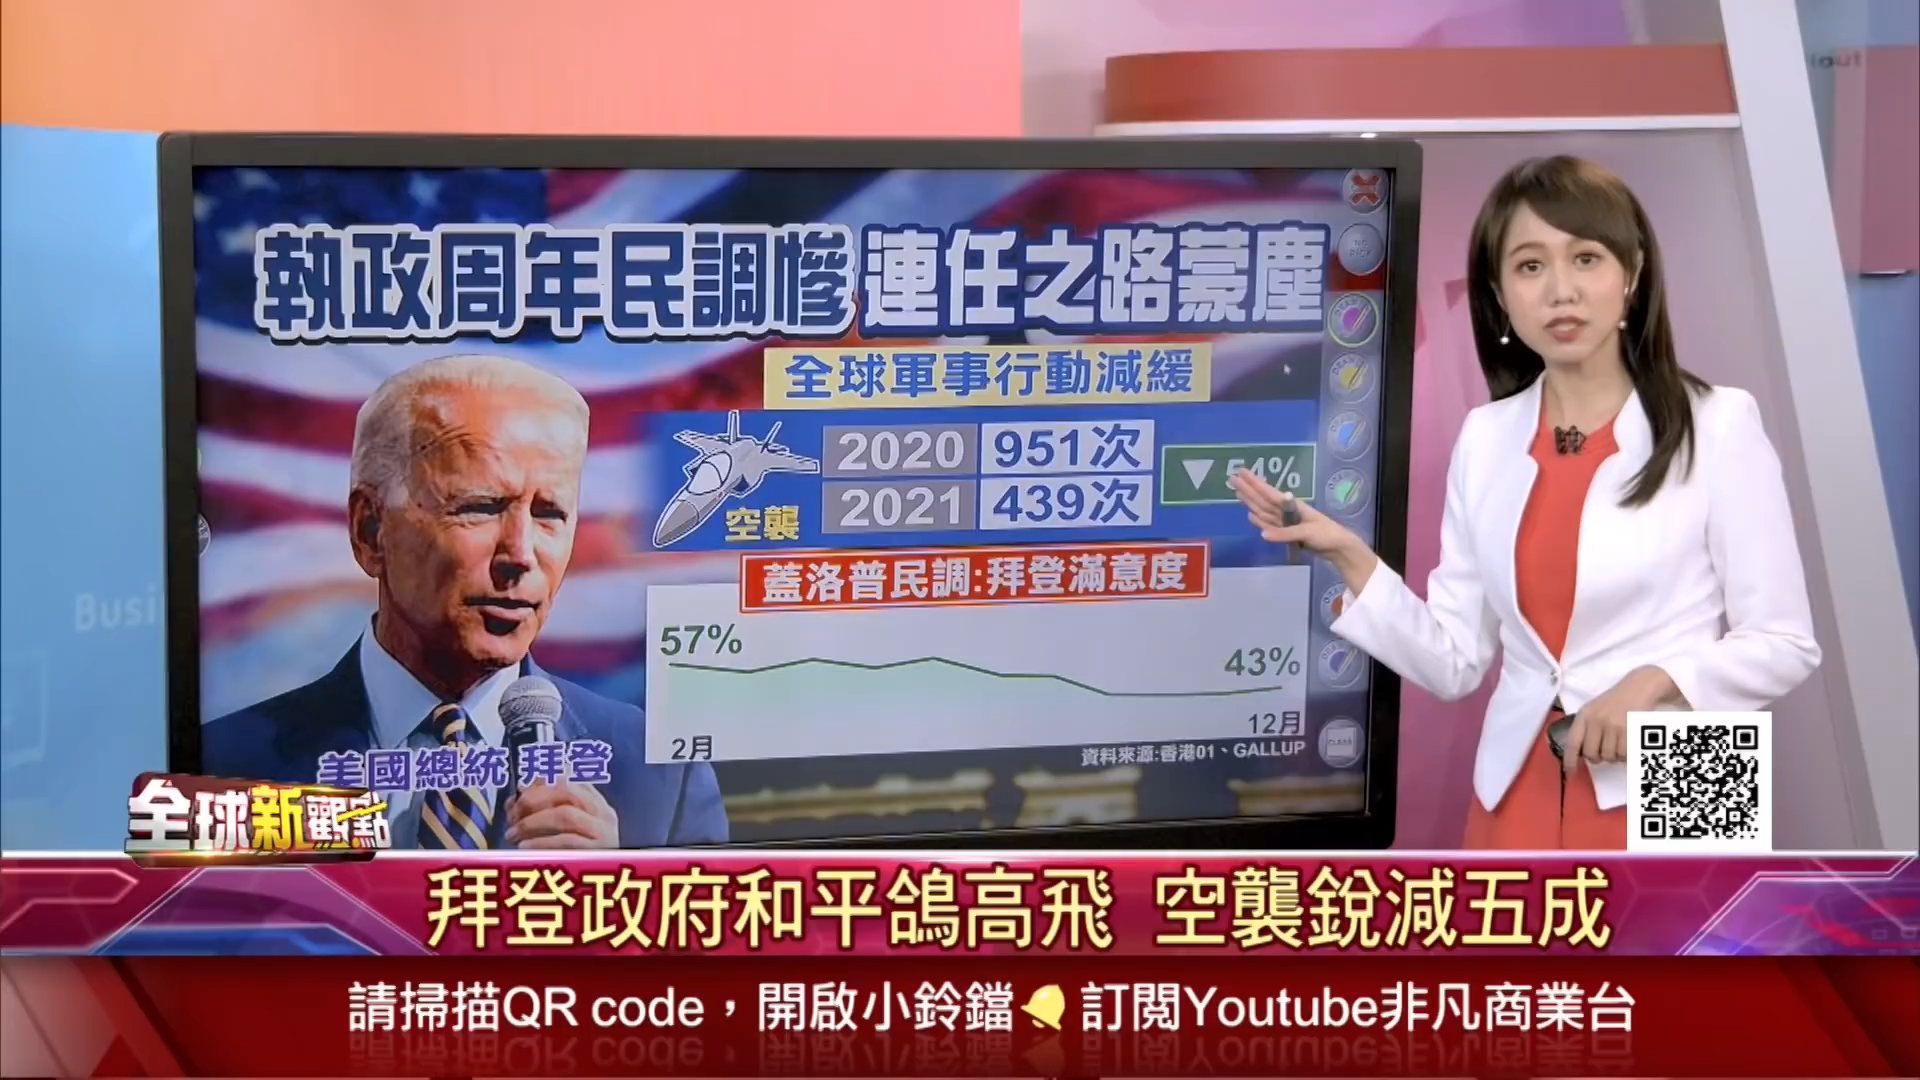 執政周年民調慘 連任之路蒙塵
全球軍事行動減緩
2020 951次
2021 439次
▼54%
空襲
蓋洛普民調:拜登滿意度
57%
43%
2月
12月
資料來源:香港01、GALLUP
美國總統 拜登
Busi
全球新觀點
拜登政府和平鴿高飛 空襲銳減五成
請掃描QR code，開啟小鈴鐺🔔訂閱Youtube非凡商業台